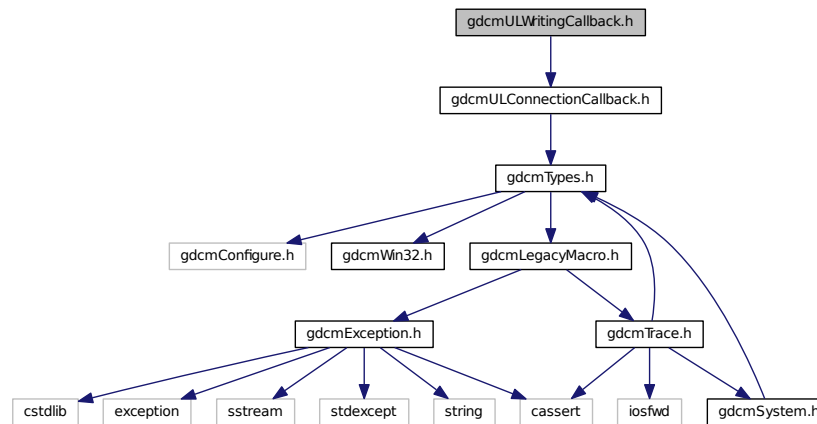 gdcmULWritingCallback.h
gdcmULConnectionCallback.h
gdcmTypes.h
gdcmConfigure.h
gdcmWin32.h
gdcmLegacyMacro.h
gdcmException.h
gdcmTrace.h
cstdlib
exception
sstream
stdexcept
string
cassert
iosfwd
gdcmSystem.h